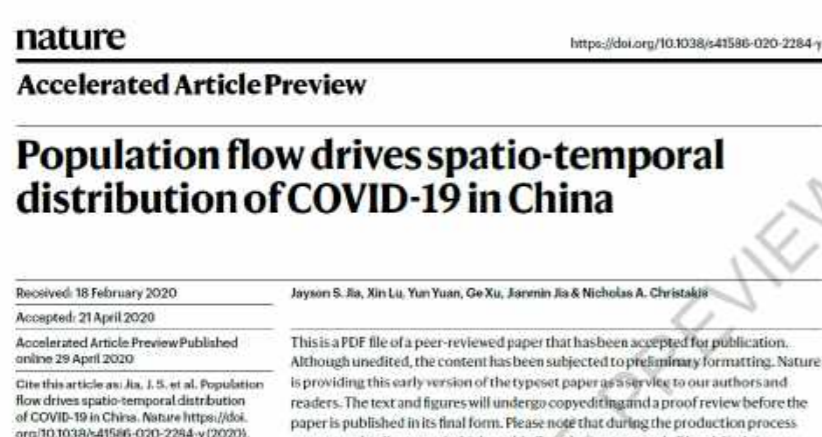 nature
https://doi.org/10.1038/s41586-020-2284-y
Accelerated Article Preview
Population flow drives spatio-temporal
distribution of COVID-19 in China
Received: 18 February 2020
Accepted: 21 April 2020
Accelerated Article Preview Published
online 29 April 2020
Cite this article as: Jia, J. S. et al. Population
flow drives spatio-temporal distribution
of COVID-19 in China. Nature https://doi.
org/10.1038/s41586-020-2284-y (2020).
Jayson S. Jia, Xin Lu, Yun Yuan, Ge Xu, Jianmin Jia & Nicholas A. Christakis
This is a PDF file of a peer-reviewed paper that has been accepted for publication.
Although unedited, the content has been subjected to preliminary formatting. Nature
is providing this early version of the typeset paper as a service to our authors and
readers. The text and figures will undergo copyediting and a proof review before the
paper is published in its final form. Please note that during the production process
PREVIEW